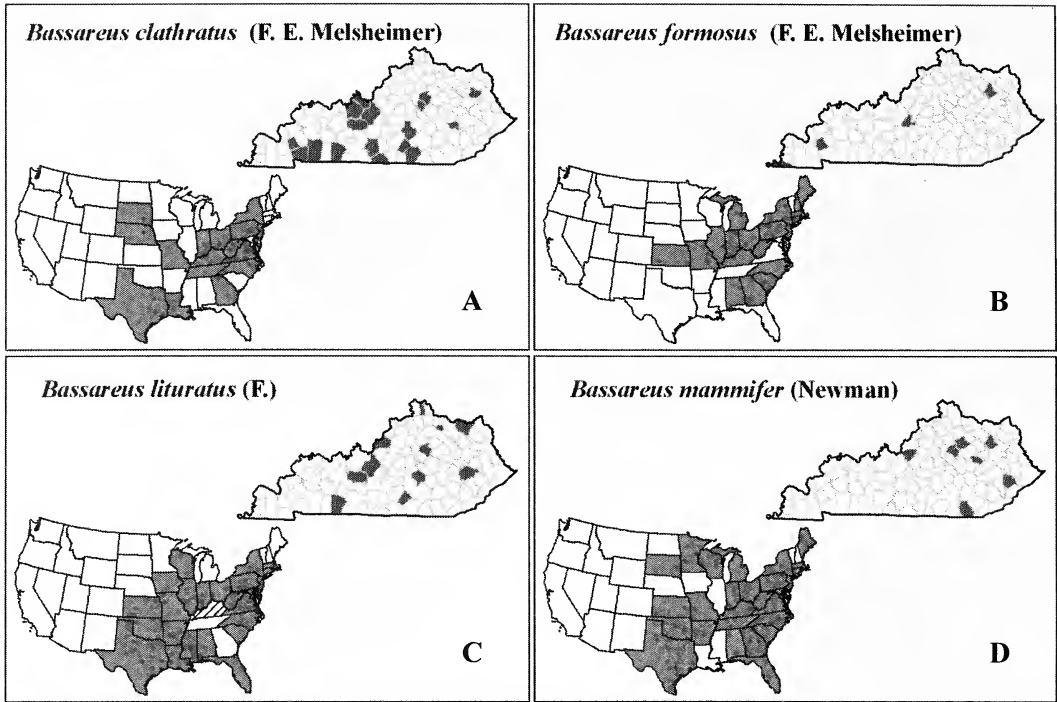 Bassareus clathratus (F. E. Melsheimer)
A
Bassareus formosus (F. E. Melsheimer)
B
Bassareus lituratus (F.)
C
Bassareus mammifer (Newman)
D